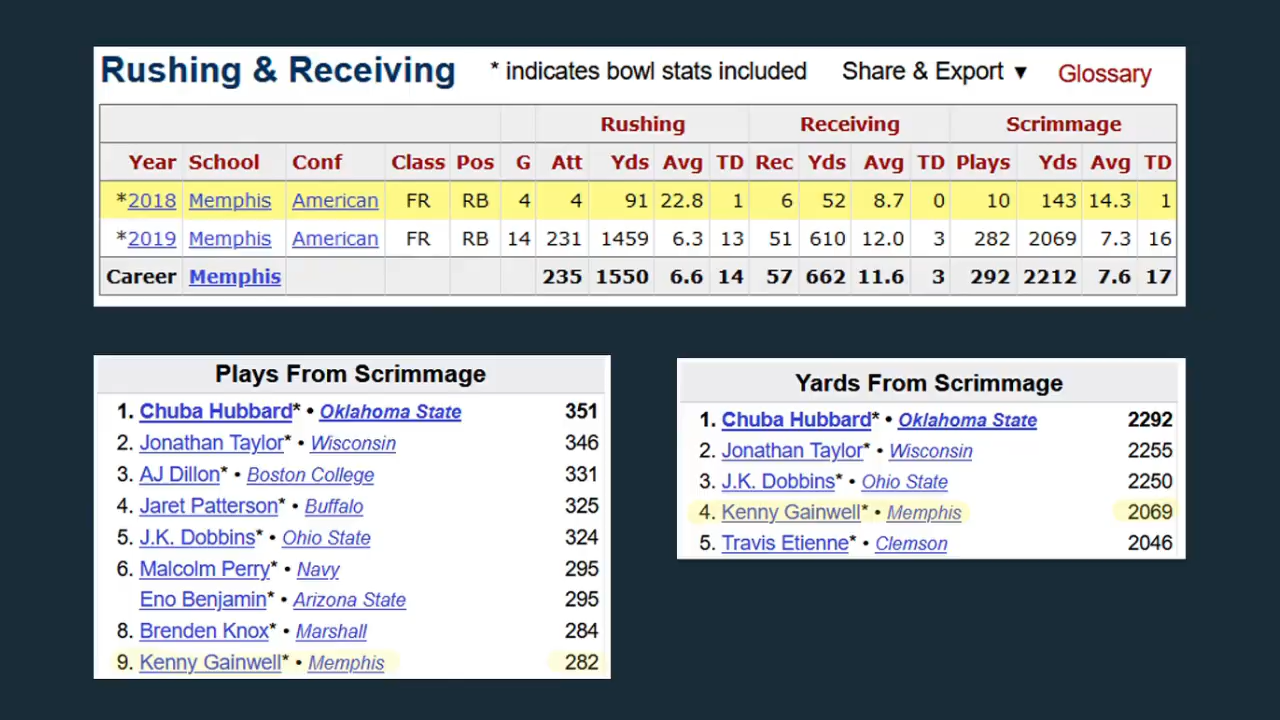 Rushing & Receiving * indicates bowl stats included Share & Export ▼ Glossary
Rushing Receiving Scrimmage
Year School Conf Class Pos G Att Yds Avg TD Rec Yds Avg TD Plays Yds Avg TD
*2018 Memphis American FR RB 4 4 91 22.8 1 6 52 8.7 0 10 143 14.3 1
*2019 Memphis American FR RB 14 231 1459 6.3 13 51 610 12.0 3 282 2069 7.3 16
Career Memphis 235 1550 6.6 14 57 662 11.6 3 292 2212 7.6 17
Plays From Scrimmage
1. Chuba Hubbard* • Oklahoma State 351
2. Jonathan Taylor* • Wisconsin 346
3. AJ Dillon* • Boston College 331
4. Jaret Patterson* • Buffalo 325
5. J.K. Dobbins* • Ohio State 324
6. Malcolm Perry* • Navy 295
Eno Benjamin* • Arizona State 295
8. Brenden Knox* • Marshall 284
9. Kenny Gainwell* • Memphis 282
Yards From Scrimmage
1. Chuba Hubbard* • Oklahoma State 2292
2. Jonathan Taylor* • Wisconsin 2255
3. J.K. Dobbins* • Ohio State 2250
4. Kenny Gainwell* • Memphis 2069
5. Travis Etienne* • Clemson 2046